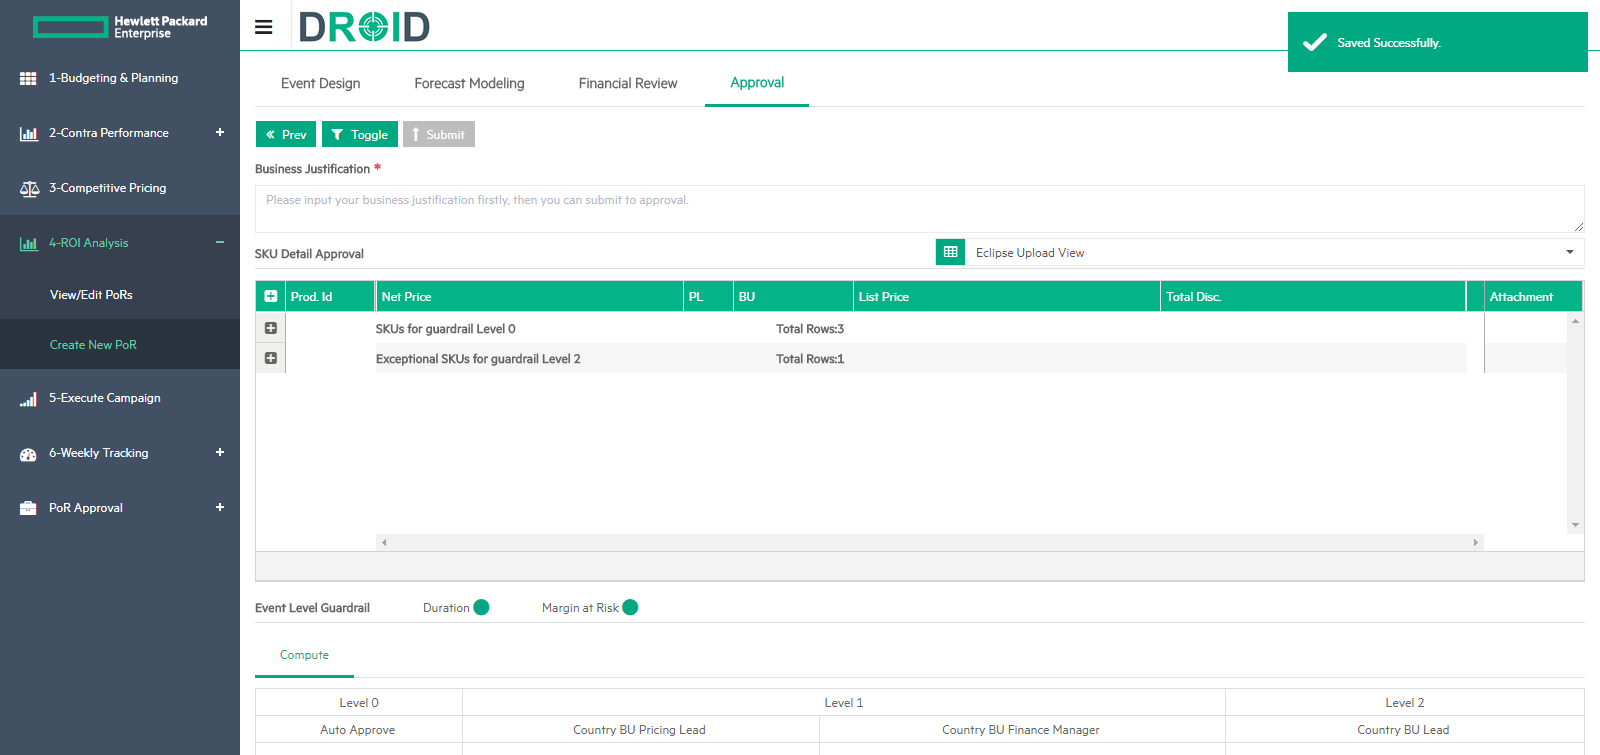 Hewlett Packard
Enterprise
DROID
Saved Successfully.
1-Budgeting & Planning
2-Contra Performance
3-Competitive Pricing
4-ROI Analysis
View/Edit PoRs
Create New PoR
5-Execute Campaign
6-Weekly Tracking
PoR Approval
Event Design
Forecast Modeling
Financial Review
Approval
Prev
Toggle
Submit
Business Justification *
Please input your business justification firstly, then you can submit to approval.
SKU Detail Approval
Eclipse Upload View
Prod. Id
Net Price
PL
BU
List Price
Total Disc.
Attachment
SKUs for guardrail Level 0
Total Rows:3
Exceptional SKUs for guardrail Level 2
Total Rows:1
Event Level Guardrail
Duration
Margin at Risk
Compute
Level 0
Level 1
Level 2
Auto Approve
Country BU Pricing Lead
Country BU Finance Manager
Country BU Lead